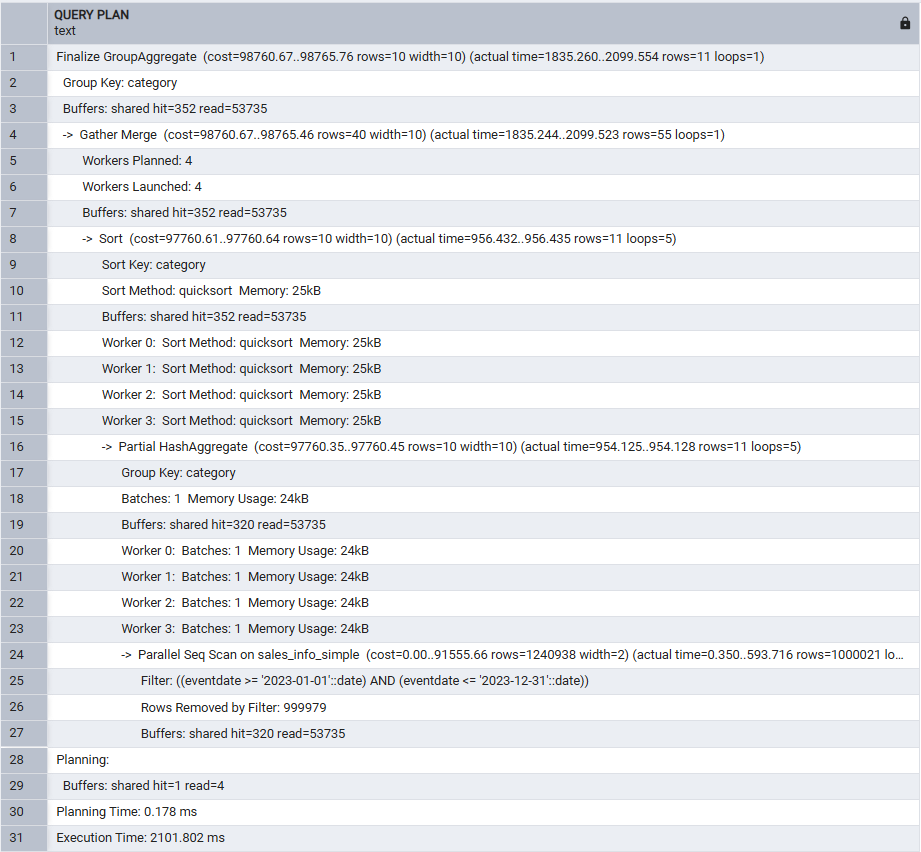 QUERY PLAN
text
1 Finalize GroupAggregate (cost=98760.67..98765.76 rows=10 width=10) (actual time=1835.260..2099.554 rows=11 loops=1)
2 Group Key: category
3 Buffers: shared hit=352 read=53735
4 -> Gather Merge (cost=98760.67..98765.46 rows=40 width=10) (actual time=1835.244..2099.523 rows=55 loops=1)
5 Workers Planned: 4
6 Workers Launched: 4
7 Buffers: shared hit=352 read=53735
8 -> Sort (cost=97760.61..97760.64 rows=10 width=10) (actual time=956.432..956.435 rows=11 loops=5)
9 Sort Key: category
10 Sort Method: quicksort Memory: 25kB
11 Buffers: shared hit=352 read=53735
12 Worker 0: Sort Method: quicksort Memory: 25kB
13 Worker 1: Sort Method: quicksort Memory: 25kB
14 Worker 2: Sort Method: quicksort Memory: 25kB
15 Worker 3: Sort Method: quicksort Memory: 25kB
16 -> Partial HashAggregate (cost=97760.35..97760.45 rows=10 width=10) (actual time=954.125..954.128 rows=11 loops=5)
17 Group Key: category
18 Batches: 1 Memory Usage: 24kB
19 Buffers: shared hit=320 read=53735
20 Worker 0: Batches: 1 Memory Usage: 24kB
21 Worker 1: Batches: 1 Memory Usage: 24kB
22 Worker 2: Batches: 1 Memory Usage: 24kB
23 Worker 3: Batches: 1 Memory Usage: 24kB
24 -> Parallel Seq Scan on sales_info_simple (cost=0.00..91555.66 rows=1240938 width=2) (actual time=0.350..593.716 rows=1000021 lo...
25 Filter: ((eventdate >= '2023-01-01'::date) AND (eventdate <= '2023-12-31'::date))
26 Rows Removed by Filter: 999979
27 Buffers: shared hit=320 read=53735
28 Planning:
29 Buffers: shared hit=1 read=4
30 Planning Time: 0.178 ms
31 Execution Time: 2101.802 ms